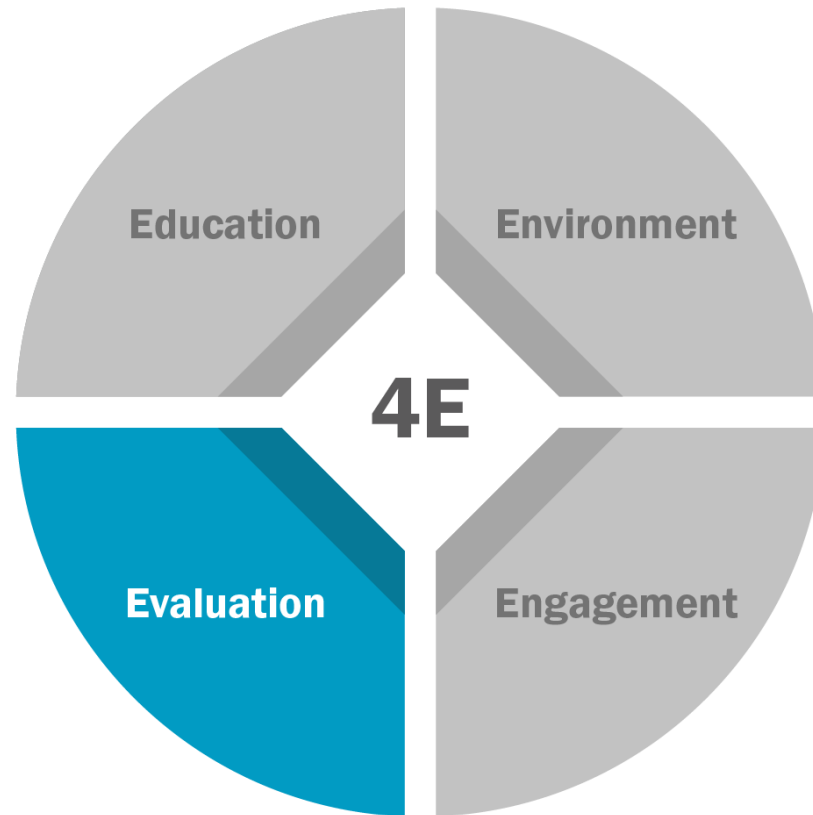 Education
Environment
4E
Evaluation
Engagement